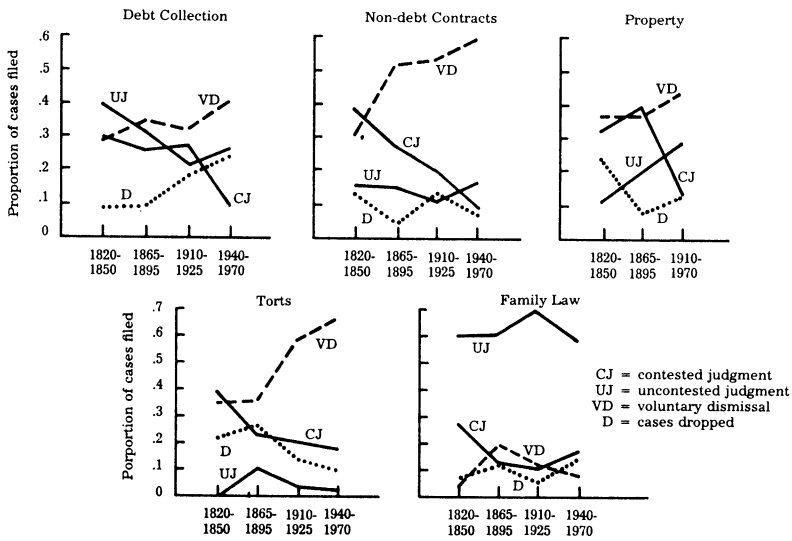 Debt Collection
Non-debt Contracts
Property
Proportion of cases filed
.6
.4
.3
.2
.1
0
UJ
VD
D
CJ
VD
CJ
UJ
D
VD
UJ
CJ
D
1820-
1850
1865-
1895
1910-
1925
1940-
1970
1820-
1850
1865-
1895
1910-
1925
1940-
1970
1820-
1850
1865-
1895
1910-
1970
Torts
Family Law
Porportion of cases filed
.7
.6
.5
.4
.3
.2
.1
0
VD
CJ
D
UJ
UJ
CJ
VD
D
CJ = contested judgment
UJ = uncontested judgment
VD = voluntary dismissal
D = cases dropped
1820-
1850
1865-
1895
1910-
1925
1940-
1970
1820-
1850
1865-
1895
1910-
1925
1940-
1970